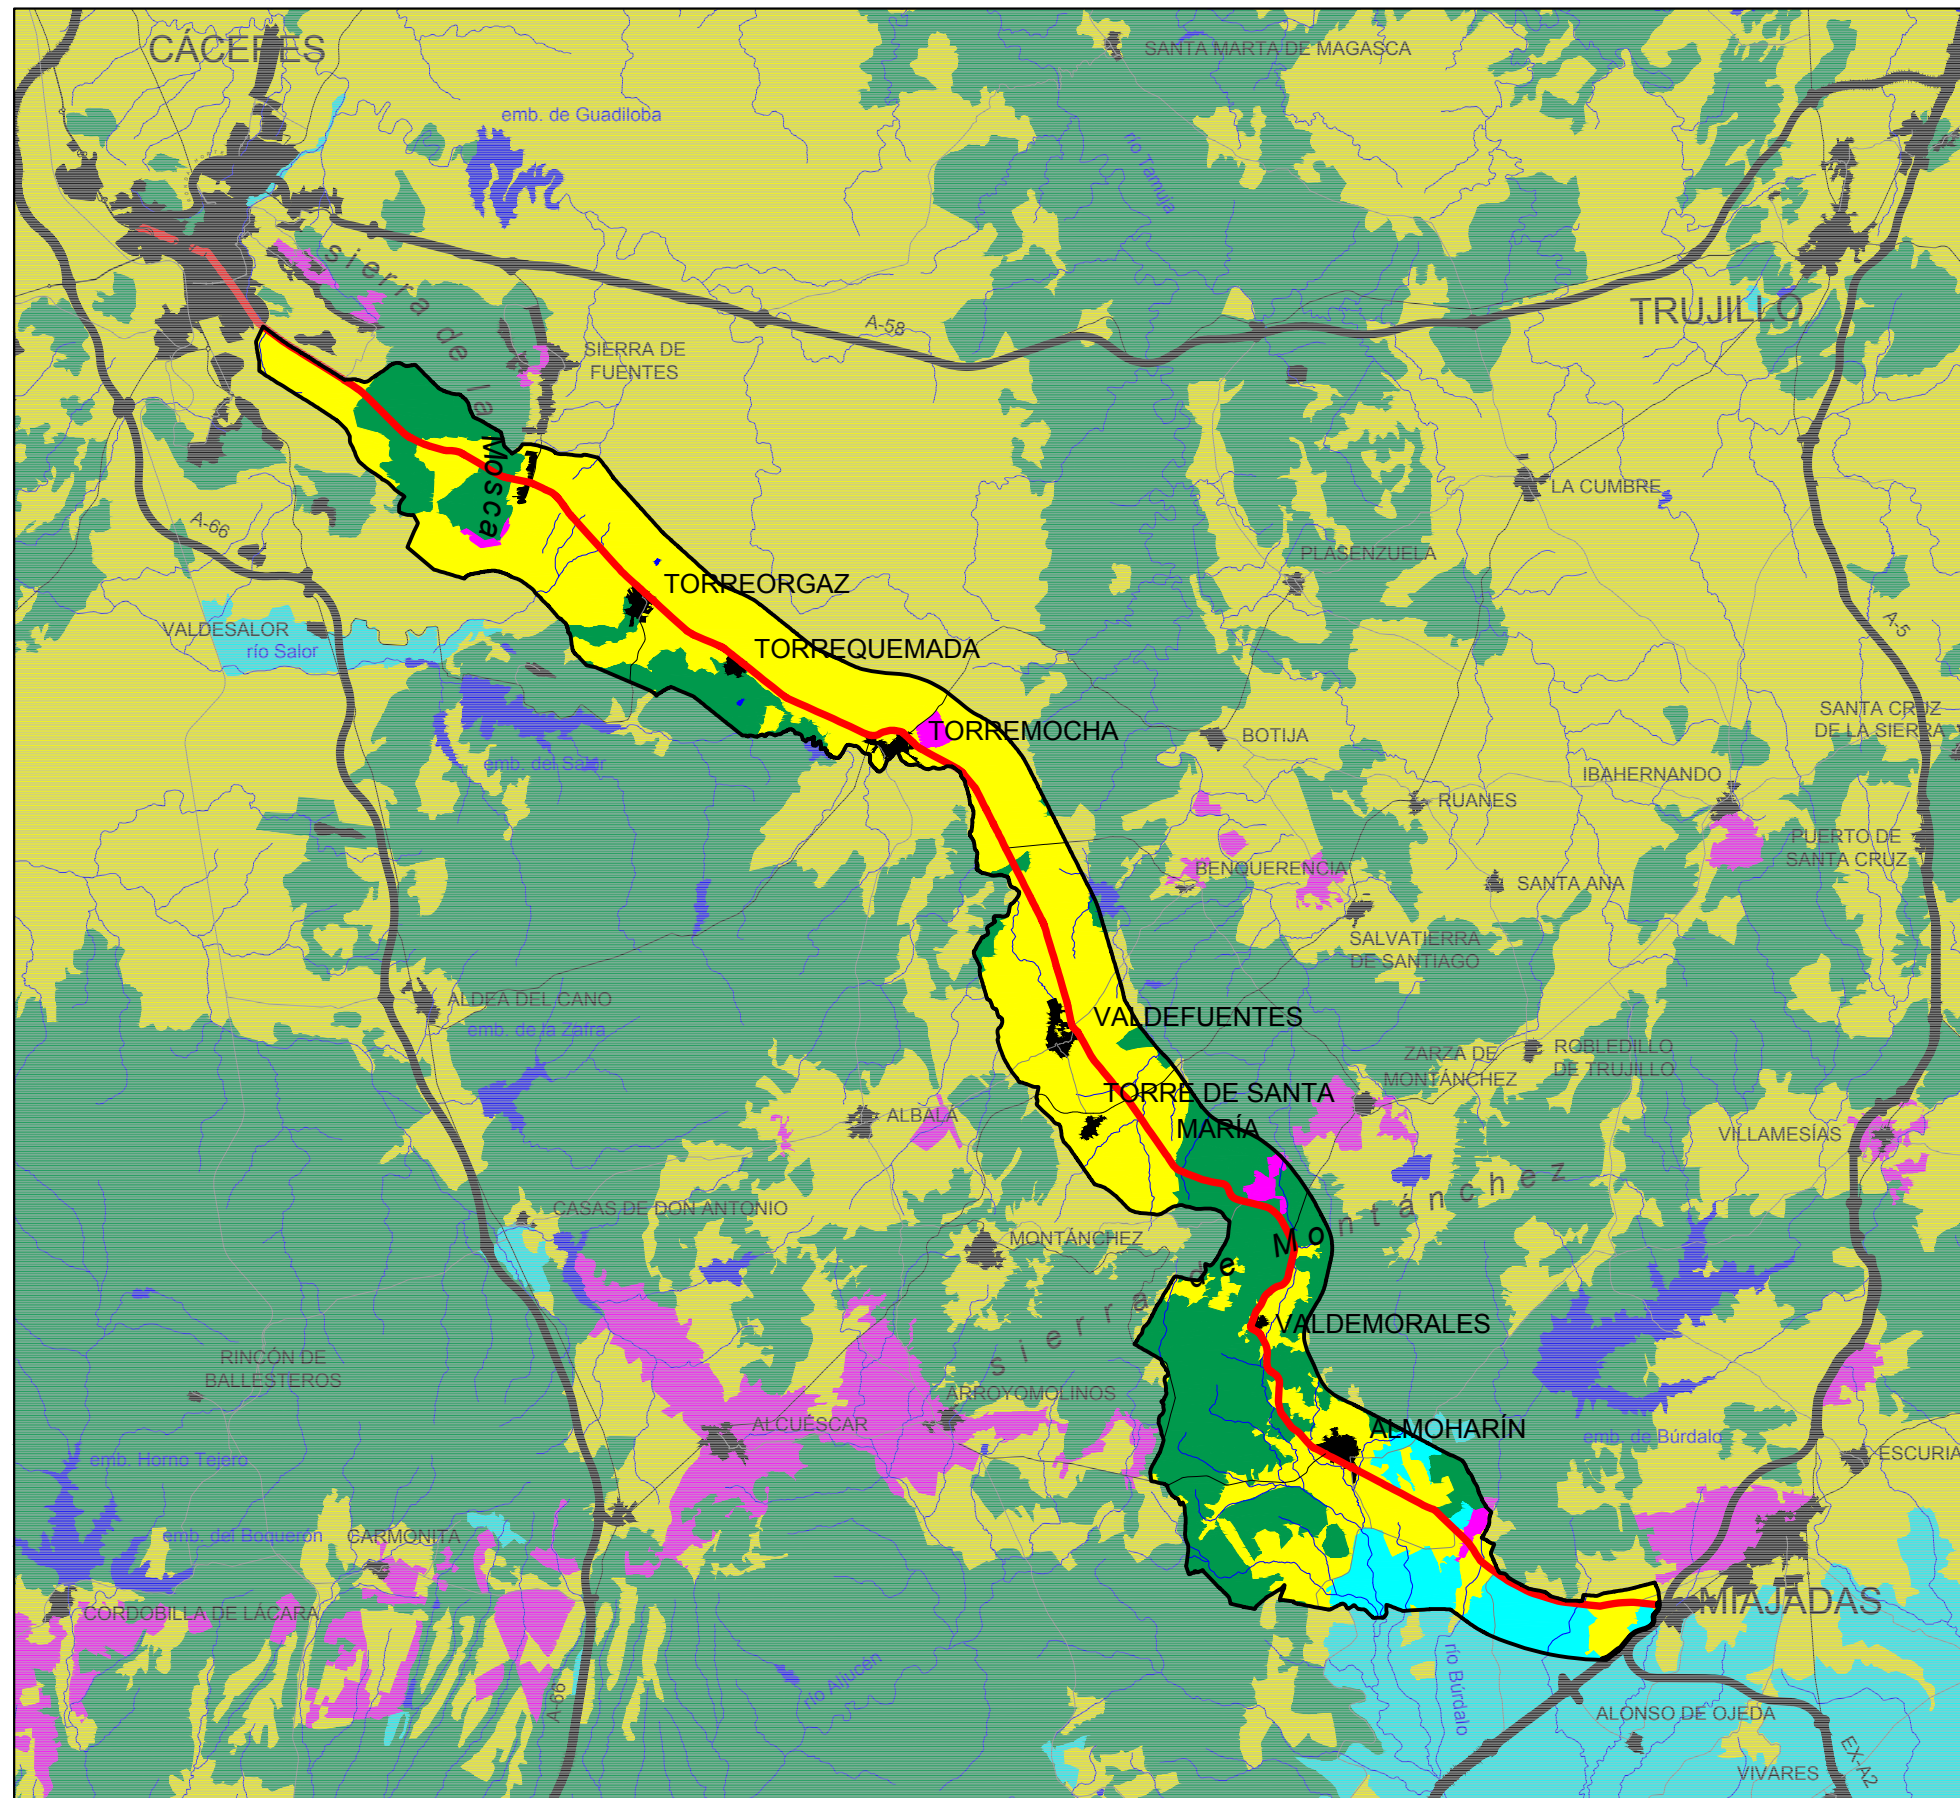 CÁCERES
SANTA MARTA DE MAGASCA
emb. de Guadiloba
río Tamuja
sierra de la Mosca
A-58
TRUJILLO
SIERRA DE
FUENTES
LA CUMBRE
A-66
PLASENZUELA
TORREORGAZ
A-5
VALDESALOR
río Salor
TORREQUEMADA
SANTA CRUZ
DE LA SIERRA
TORREMOCHA
BOTIJA
emb. del Salor
IBAHERNANDO
RUANES
PUERTO DE
SANTA CRUZ
BENQUERENCIA
SANTA ANA
SALVATIERRA
DE SANTIAGO
ALDEA DEL CANO
emb. de la Zafra
VALDEFUENTES
ZARZA DE
MONTÁNCHEZ
ROBLEDILLO
DE TRUJILLO
TORRE DE SANTA
MARÍA
ALBALÁ
VILLAMESÍAS
CASAS DE DON ANTONIO
MONTÁNCHEZ
sierra de Montánchez
VALDEMORALES
RINCÓN DE
BALLESTEROS
ARROYOMOLINOS
ALCUÉSCAR
ALMOHARÍN
emb. de Búrdalo
ESCURIA
emb. Horno Tejero
emb. del Boquerón
CARMONITA
CORDOBILLA DE LÁCARA
MIAJADAS
río Aljucén
río Búrdalo
A-66
ALONSO DE OJEDA
EX-A2
VIVARES